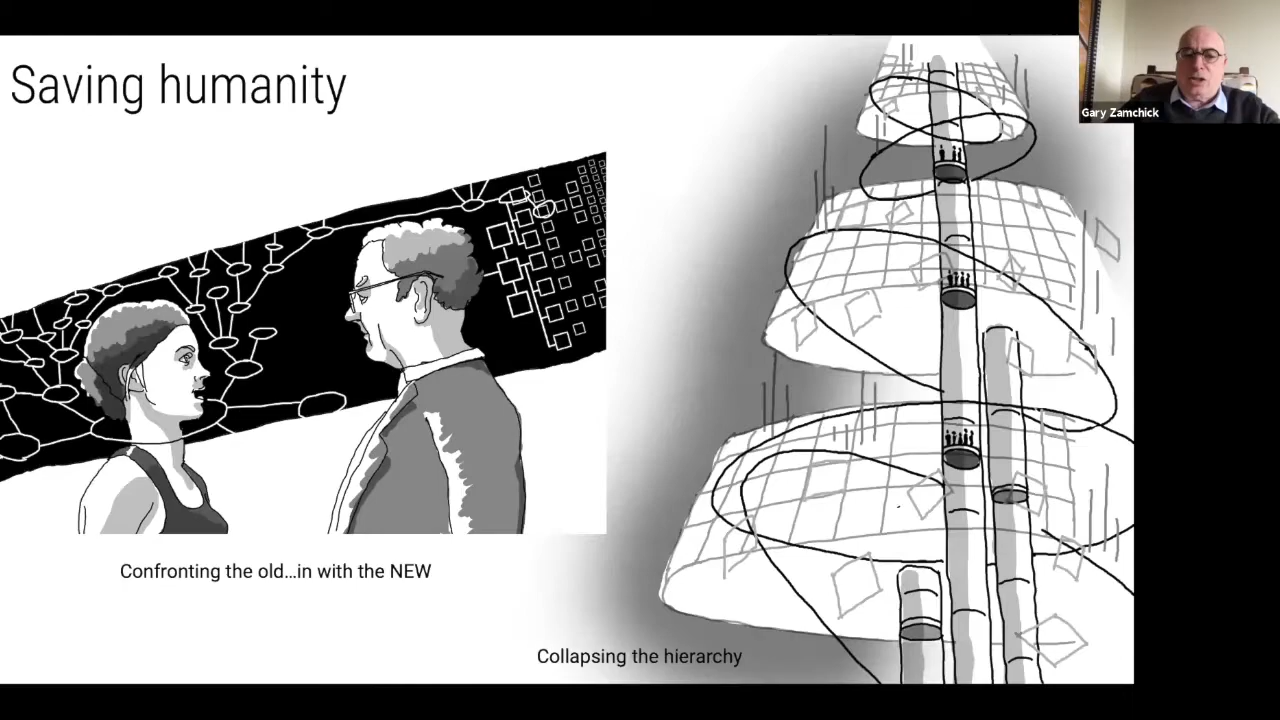 Saving humanity
Gary Zamchick
Confronting the old...in with the NEW
Collapsing the hierarchy